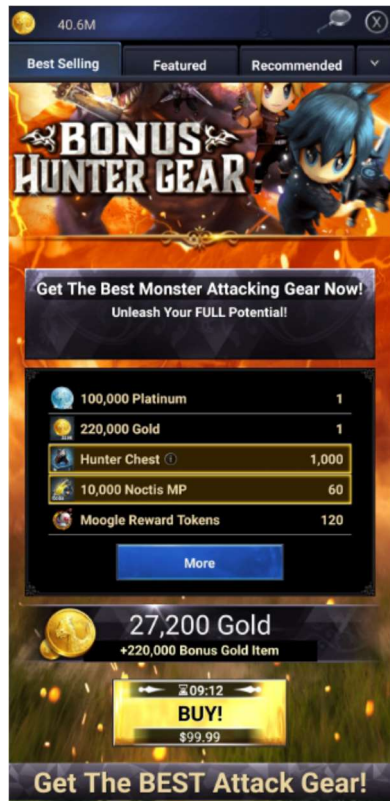 40.6M
Best Selling
Featured
Recommended
BONUS
HUNTER GEAR
Get The Best Monster Attacking Gear Now!
Unleash Your FULL Potential!
100,000 Platinum 1
220,000 Gold 1
Hunter Chest 1,000
10,000 Noctis MP 60
Moogle Reward Tokens 120
More
27,200 Gold
+220,000 Bonus Gold Item
09:12
BUY!
$99.99
Get The BEST Attack Gear!